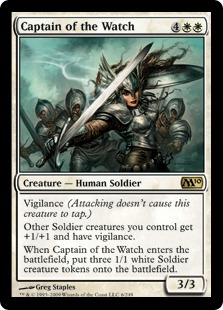 Captain of the Watch 4
Creature — Human Soldier M10
Vigilance (Attacking doesn't cause this
creature to tap.)
Other Soldier creatures you control get
+1/+1 and have vigilance.
When Captain of the Watch enters the
battlefield, put three 1/1 white Soldier
creature tokens onto the battlefield.
Greg Staples
™ & © 1993–2009 Wizards of the Coast LLC 6/249
3/3